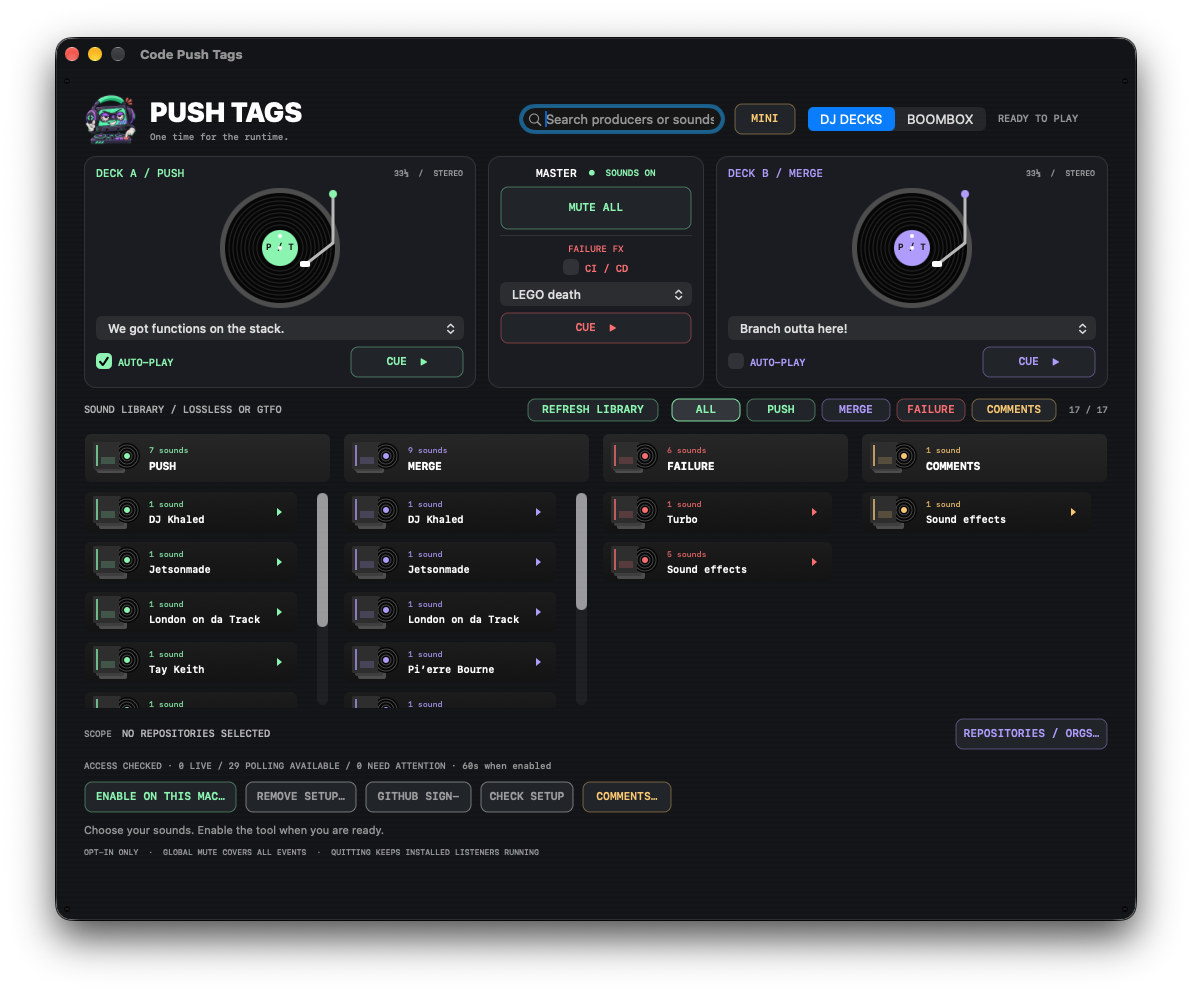 Code Push Tags
PUSH TAGS
One time for the runtime.
Search producers or sounds
MINI
DJ DECKS
BOOMBOX
READY TO PLAY
DECK A / PUSH
33⅓ / STEREO
P / T
We got functions on the stack.
AUTO-PLAY
CUE
MASTER
SOUNDS ON
MUTE ALL
FAILURE FX
CI / CD
LEGO death
CUE
DECK B / MERGE
33⅓ / STEREO
P / T
Branch outta here!
AUTO-PLAY
CUE
SOUND LIBRARY / LOSSLESS OR GTFO
REFRESH LIBRARY
ALL
PUSH
MERGE
FAILURE
COMMENTS
17 / 17
7 sounds
PUSH
1 sound
DJ Khaled
1 sound
Jetsonmade
1 sound
London on da Track
1 sound
Tay Keith
1 sound
9 sounds
MERGE
1 sound
DJ Khaled
1 sound
Jetsonmade
1 sound
London on da Track
1 sound
Pi’erre Bourne
1 sound
6 sounds
FAILURE
1 sound
Turbo
5 sounds
Sound effects
1 sound
COMMENTS
1 sound
Sound effects
SCOPE NO REPOSITORIES SELECTED
REPOSITORIES / ORGS…
ACCESS CHECKED · 0 LIVE / 29 POLLING AVAILABLE / 0 NEED ATTENTION · 60s when enabled
ENABLE ON THIS MAC…
REMOVE SETUP…
GITHUB SIGN-
CHECK SETUP
COMMENTS…
Choose your sounds. Enable the tool when you are ready.
OPT-IN ONLY · GLOBAL MUTE COVERS ALL EVENTS · QUITTING KEEPS INSTALLED LISTENERS RUNNING